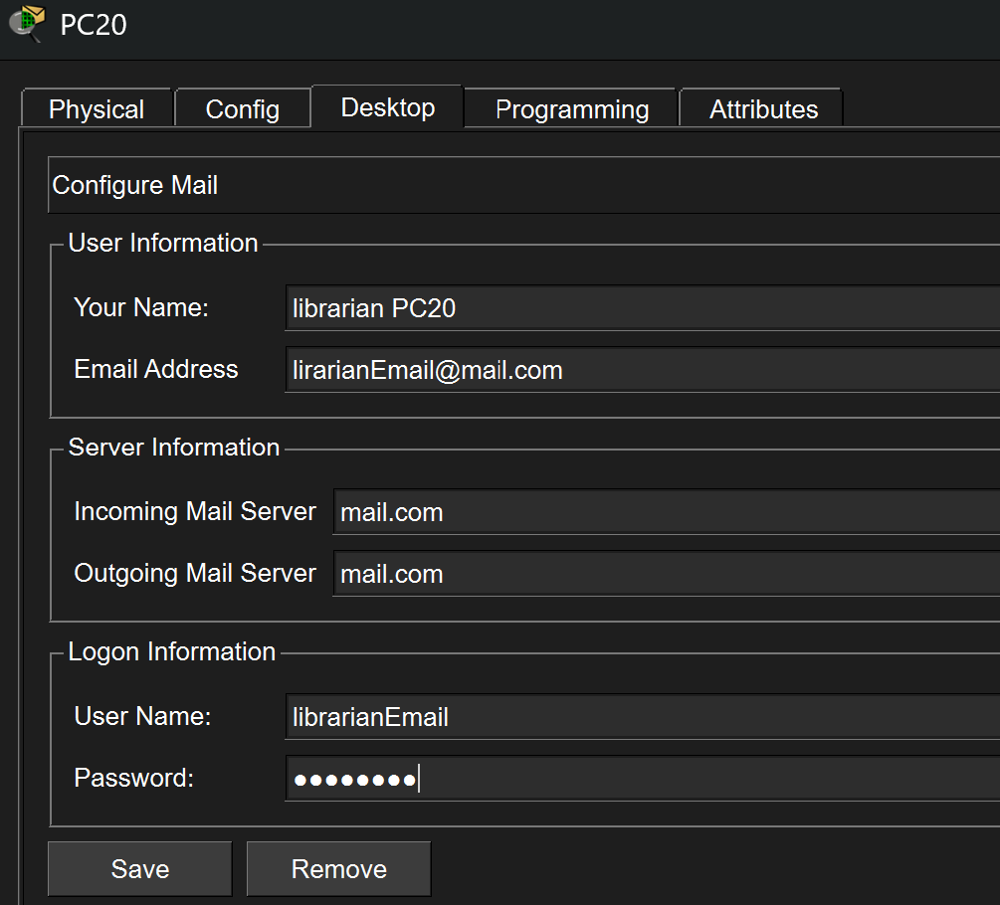 PC20
Physical Config Desktop Programming Attributes
Configure Mail
User Information
Your Name: librarian PC20
Email Address lirarianEmail@mail.com
Server Information
Incoming Mail Server mail.com
Outgoing Mail Server mail.com
Logon Information
User Name: librarianEmail
Password: ●●●●●●●●
Save Remove